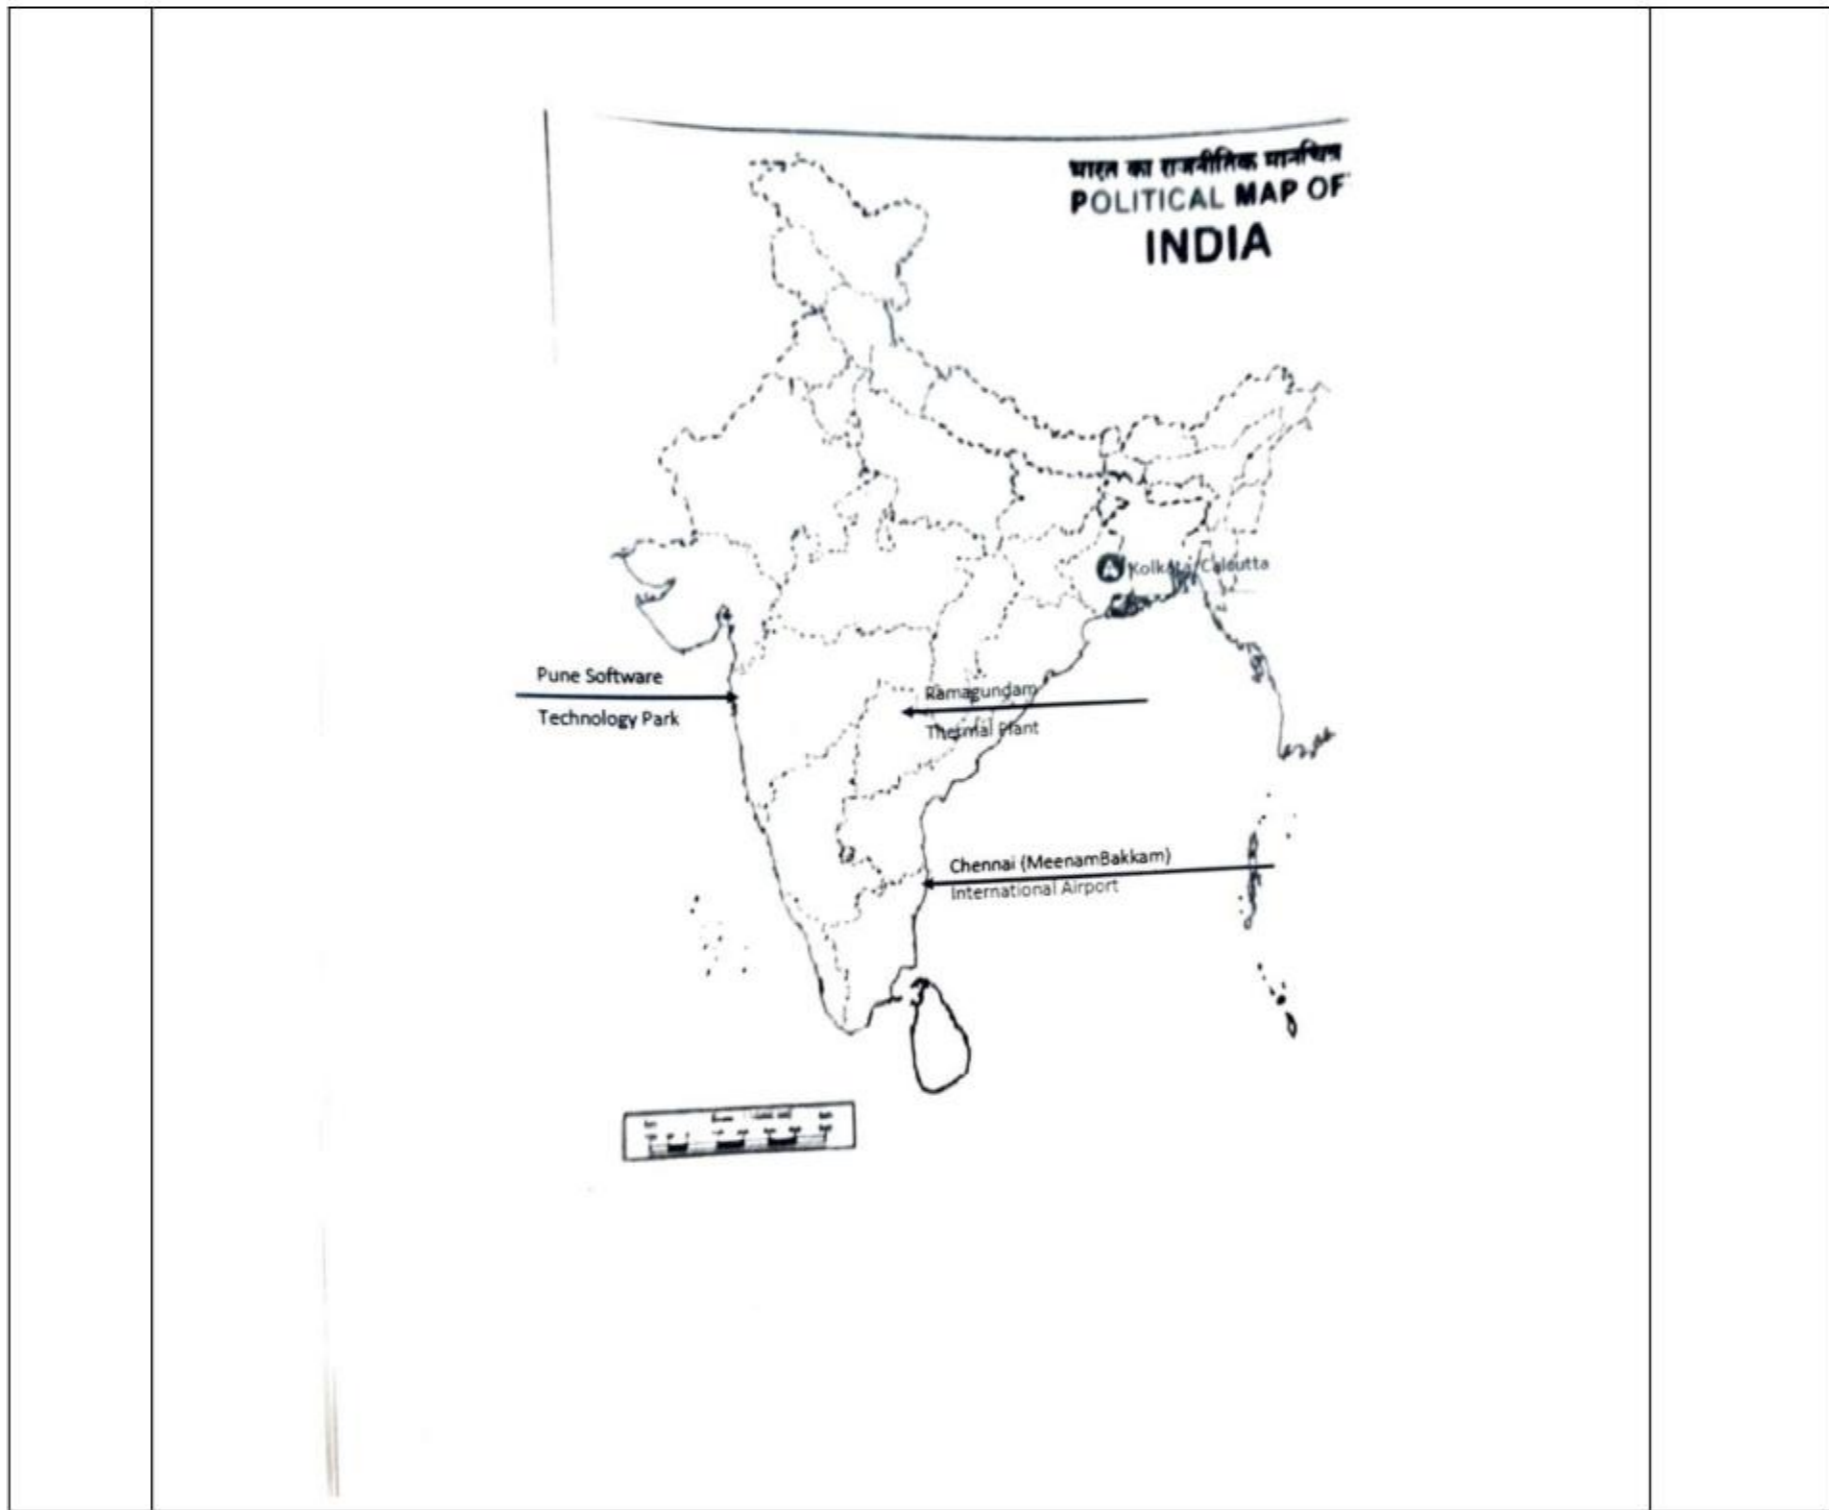 भारत का राजनीतिक मानचित्र
POLITICAL MAP OF
INDIA
A Kolkata/Calcutta
Pune Software
Technology Park
Ramagundam
Thermal Plant
Chennai (MeenamBakkam)
International Airport